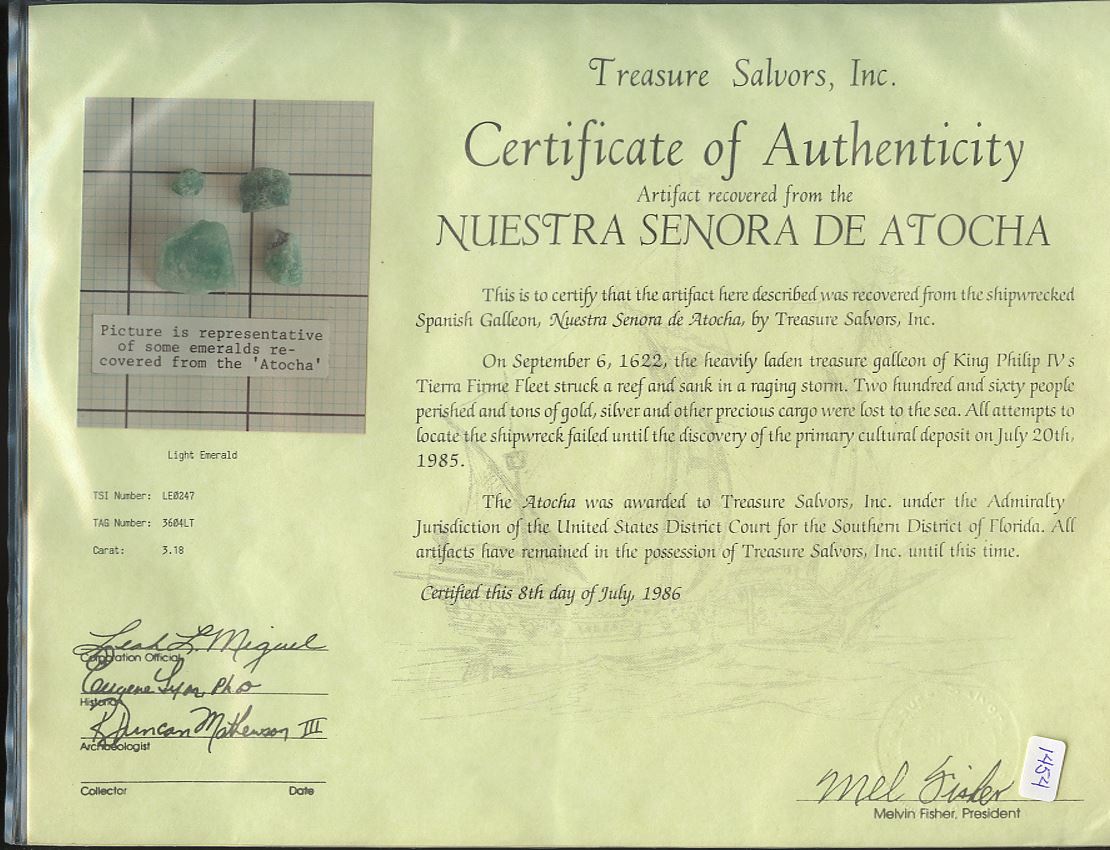 Treasure Salvors, Inc.
Certificate of Authenticity
Artifact recovered from the
NUESTRA SENORA DE ATOCHA
This is to certify that the artifact here described was recovered from the shipwrecked
Spanish Galleon, Nuestra Senora de Atocha, by Treasure Salvors, Inc.
On September 6, 1622, the heavily laden treasure galleon of King Philip IV's
Tierra Firme Fleet struck a reef and sank in a raging storm. Two hundred and sixty people
perished and tons of gold, silver and other precious cargo were lost to the sea. All attempts to
locate the shipwreck failed until the discovery of the primary cultural deposit on July 20th,
1985.
The Atocha was awarded to Treasure Salvors, Inc. under the Admiralty
Jurisdiction of the United States District Court for the Southern District of Florida. All
artifacts have remained in the possession of Treasure Salvors, Inc. until this time.
Certified this 8th day of July, 1986
Picture is representative
of some emeralds re-
covered from the 'Atocha'
Light Emerald
TSI Number: LE0247
TAG Number: 3604LT
Carat: 3.18
Leah L. Miguel
Corporation Official
Eugene Lyon, PhD
Historian
R Duncan Mathewson III
Archaeologist
Collector Date
Mel Fisher
Melvin Fisher, President
1454